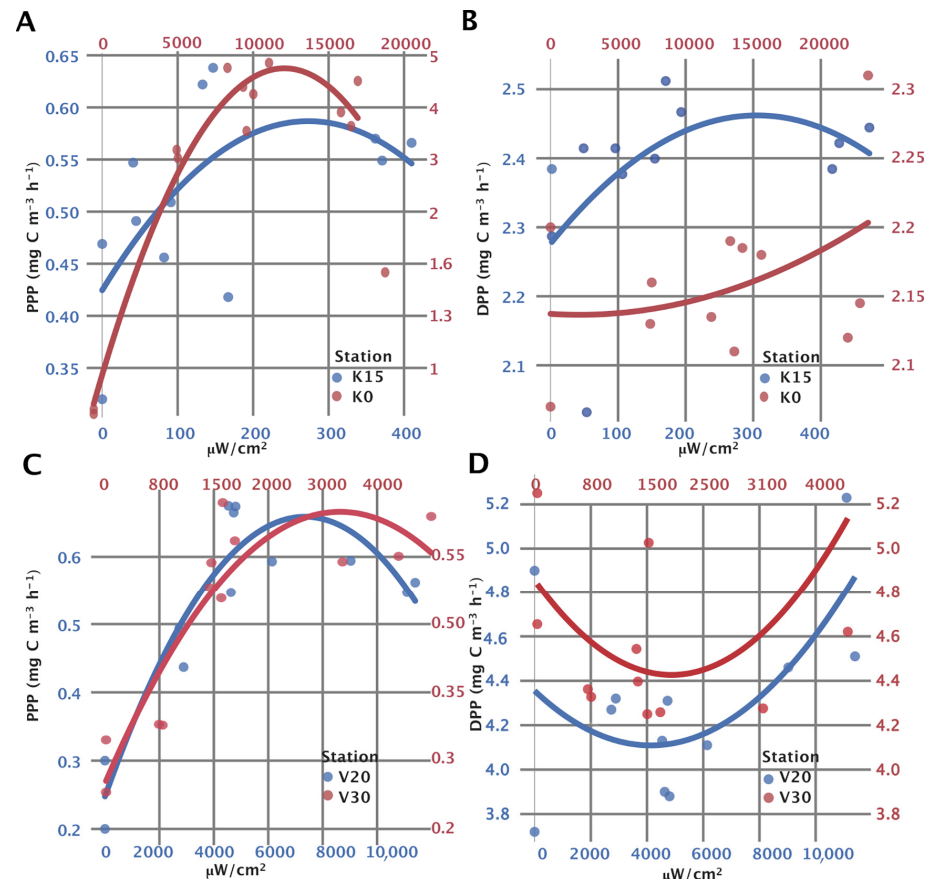 A
0 5000 10000 15000 20000
0.65 5
0.60 4
0.55 3
0.50 2
0.45 1.6
0.40 1.3
0.35 1
PPP (mg C m⁻³ h⁻¹)
Station
K15
K0
0 100 200 300 400
μW/cm²
B
0 5000 10000 15000 20000
2.5 2.3
2.4 2.25
2.3 2.2
2.2 2.15
2.1 2.1
DPP (mg C m⁻³ h⁻¹)
Station
K15
K0
0 100 200 300 400
μW/cm²
C
0 800 1500 2000 3000 4000
0.6 0.55
0.5 0.50
0.4 0.35
0.3 0.3
0.2 0.2
PPP (mg C m⁻³ h⁻¹)
Station
V20
V30
0 2000 4000 6000 8000 10,000
μW/cm²
D
0 800 1500 2500 3100 4000
5.2 5.2
5.0 5.0
4.8 4.8
4.6 4.6
4.4 4.4
4.2 4.2
4.0 4.0
3.8 3.8
DPP (mg C m⁻³ h⁻¹)
Station
V20
V30
0 2000 4000 6000 8000 10,000
μW/cm²